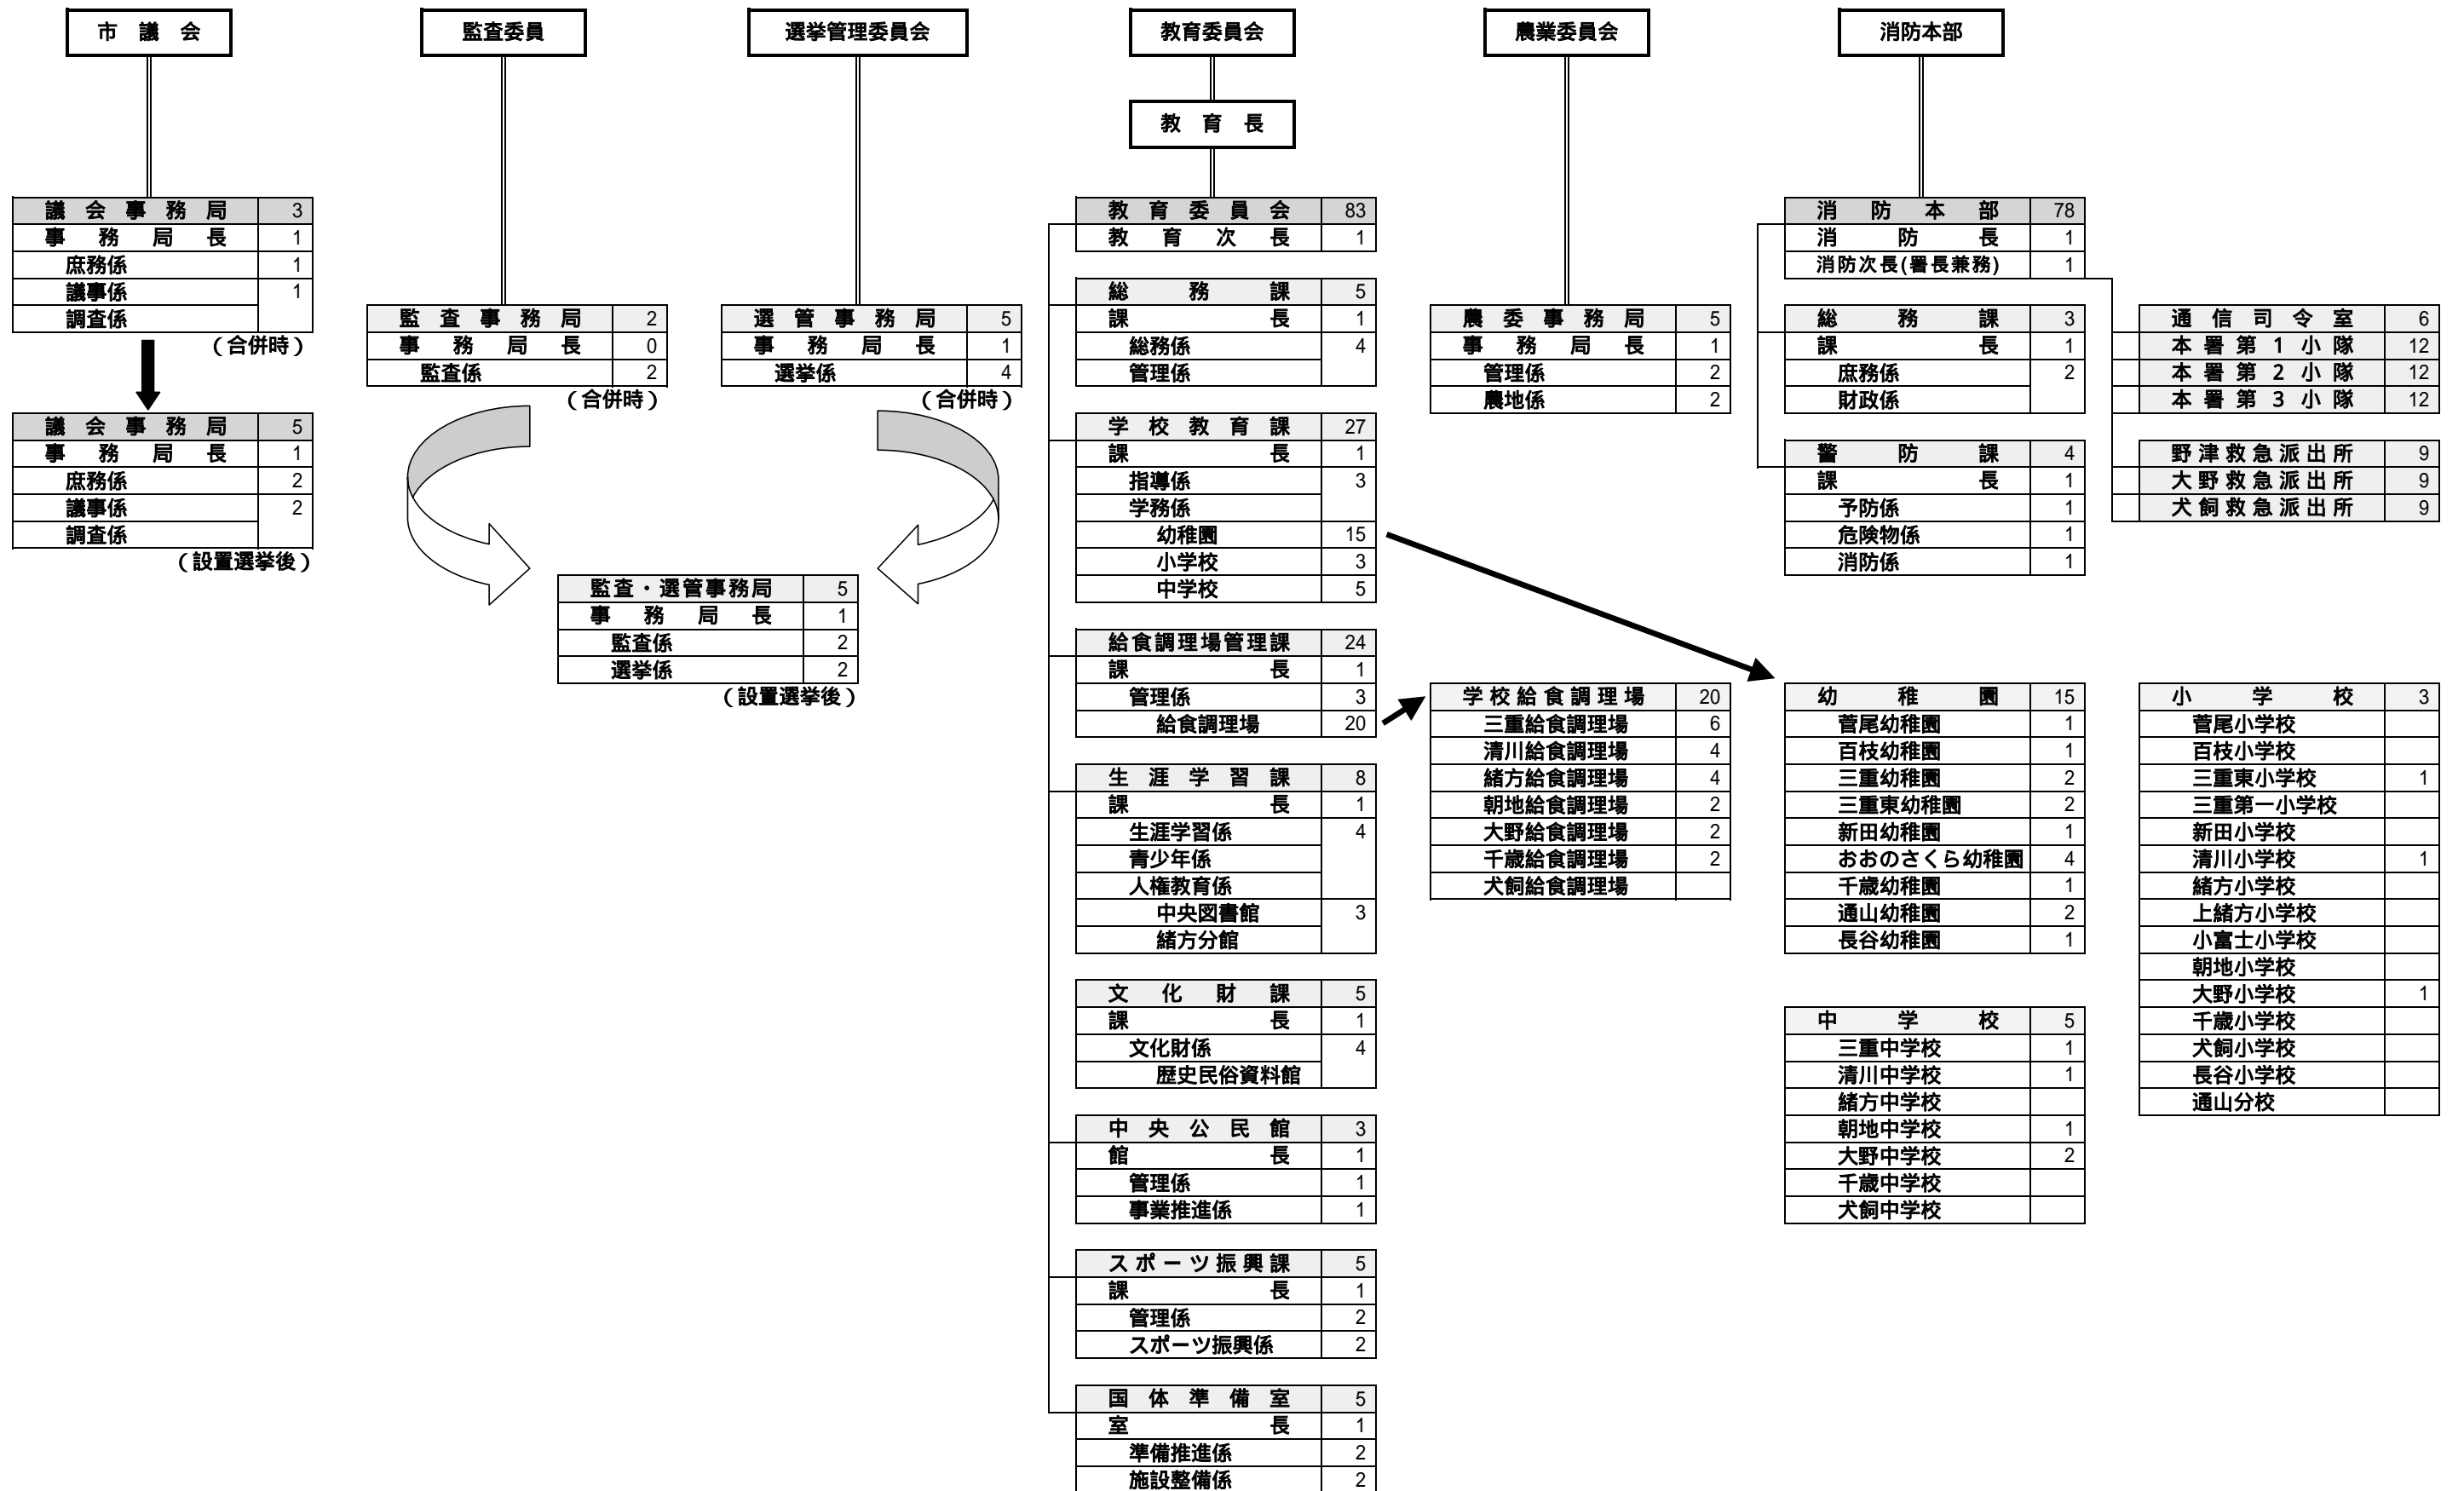 市議会
議会事務局 3
事務局長 1
庶務係 1
議事係 1
調査係
(合併時)
議会事務局 5
事務局長 1
庶務係 2
議事係 2
調査係
(設置選挙後)
監査委員
監査事務局 2
事務局長 0
監査係 2
(合併時)
選挙管理委員会
選管事務局 5
事務局長 1
選挙係 4
(合併時)
監査・選管事務局 5
事務局長 1
監査係 2
選挙係 2
(設置選挙後)
教育委員会
教育長
教育委員会 83
教育次長 1
総務課 5
課長 1
総務係 4
管理係
学校教育課 27
課長 1
指導係 3
学務係
幼稚園 15
小学校 3
中学校 5
給食調理場管理課 24
課長 1
管理係 3
給食調理場 20
生涯学習課 8
課長 1
生涯学習係 4
青少年係
人権教育係
中央図書館 3
緒方分館
文化財課 5
課長 1
文化財係 4
歴史民俗資料館
中央公民館 3
館長 1
管理係 1
事業推進係 1
スポーツ振興課 5
課長 1
管理係 2
スポーツ振興係 2
国体準備室 5
室長 1
準備推進係 2
施設整備係 2
農業委員会
農委事務局 5
事務局長 1
管理係 2
農地係 2
学校給食調理場 20
三重給食調理場 6
清川給食調理場 4
緒方給食調理場 4
朝地給食調理場 2
大野給食調理場 2
千歳給食調理場 2
犬飼給食調理場
消防本部
消防本部 78
消防長 1
消防次長(署長兼務) 1
総務課 3
課長 1
庶務係 2
財政係
警防課 4
課長 1
予防係 1
危険物係 1
消防係 1
通信司令室 6
本署第1小隊 12
本署第2小隊 12
本署第3小隊 12
野津救急派出所 9
大野救急派出所 9
犬飼救急派出所 9
幼稚園 15
菅尾幼稚園 1
百枝幼稚園 1
三重幼稚園 2
三重東幼稚園 2
新田幼稚園 1
おおのさくら幼稚園 4
千歳幼稚園 1
通山幼稚園 2
長谷幼稚園 1
中学校 5
三重中学校 1
清川中学校 1
緒方中学校
朝地中学校 1
大野中学校 2
千歳中学校
犬飼中学校
小学校 3
菅尾小学校
百枝小学校
三重東小学校 1
三重第一小学校
新田小学校
清川小学校 1
緒方小学校
上緒方小学校
小富士小学校
朝地小学校
大野小学校 1
千歳小学校
犬飼小学校
長谷小学校
通山分校